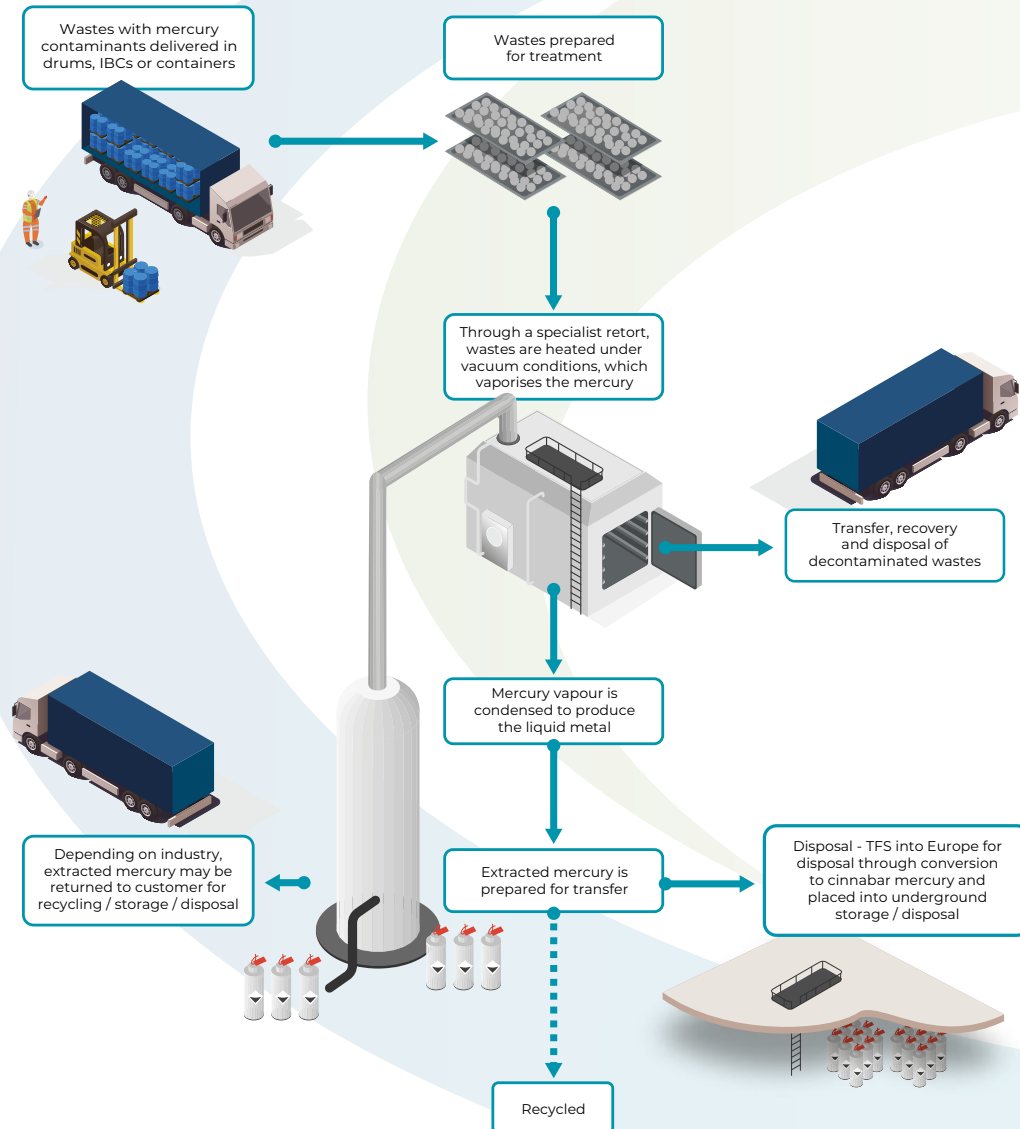 Wastes with mercury
contaminants delivered in
drums, IBCs or containers
Wastes prepared
for treatment
Through a specialist retort,
wastes are heated under
vacuum conditions, which
vaporises the mercury
Transfer, recovery
and disposal of
decontaminated wastes
Mercury vapour is
condensed to produce
the liquid metal
Depending on industry,
extracted mercury may be
returned to customer for
recycling / storage / disposal
Extracted mercury is
prepared for transfer
Disposal - TFS into Europe for
disposal through conversion
to cinnabar mercury and
placed into underground
storage / disposal
Recycled